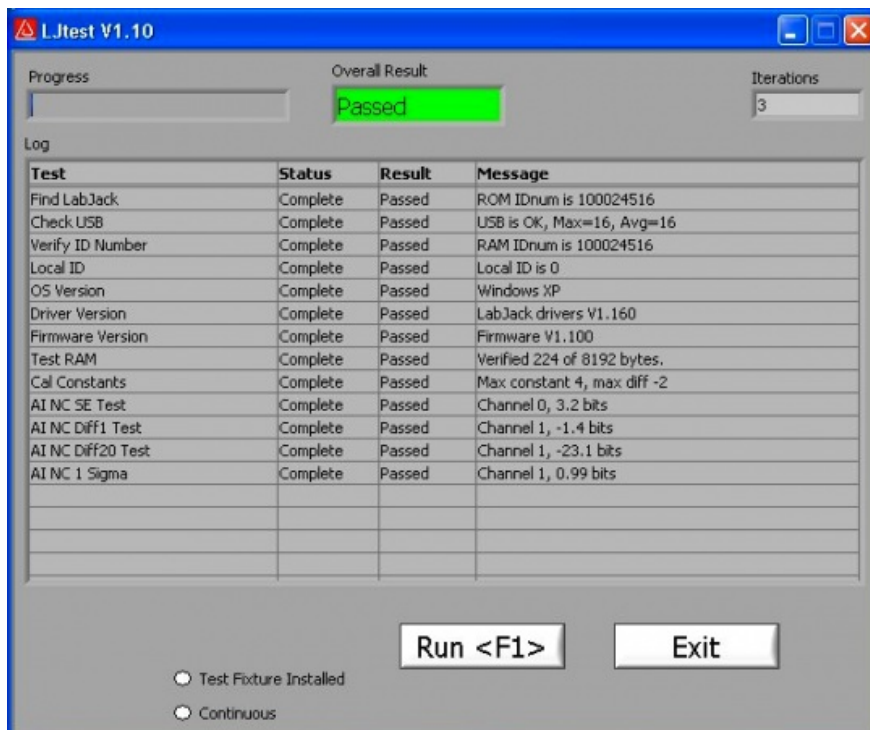 LJtest V1.10
Progress Overall Result Iterations
Passed 3
Log
Test Status Result Message
Find LabJack Complete Passed ROM IDnum is 100024516
Check USB Complete Passed USB is OK, Max=16, Avg=16
Verify ID Number Complete Passed RAM IDnum is 100024516
Local ID Complete Passed Local ID is 0
OS Version Complete Passed Windows XP
Driver Version Complete Passed LabJack drivers V1.160
Firmware Version Complete Passed Firmware V1.100
Test RAM Complete Passed Verified 224 of 8192 bytes.
Cal Constants Complete Passed Max constant 4, max diff -2
AI NC SE Test Complete Passed Channel 0, 3.2 bits
AI NC Diff1 Test Complete Passed Channel 1, -1.4 bits
AI NC Diff20 Test Complete Passed Channel 1, -23.1 bits
AI NC 1 Sigma Complete Passed Channel 1, 0.99 bits
Run <F1> Exit
Test Fixture Installed
Continuous